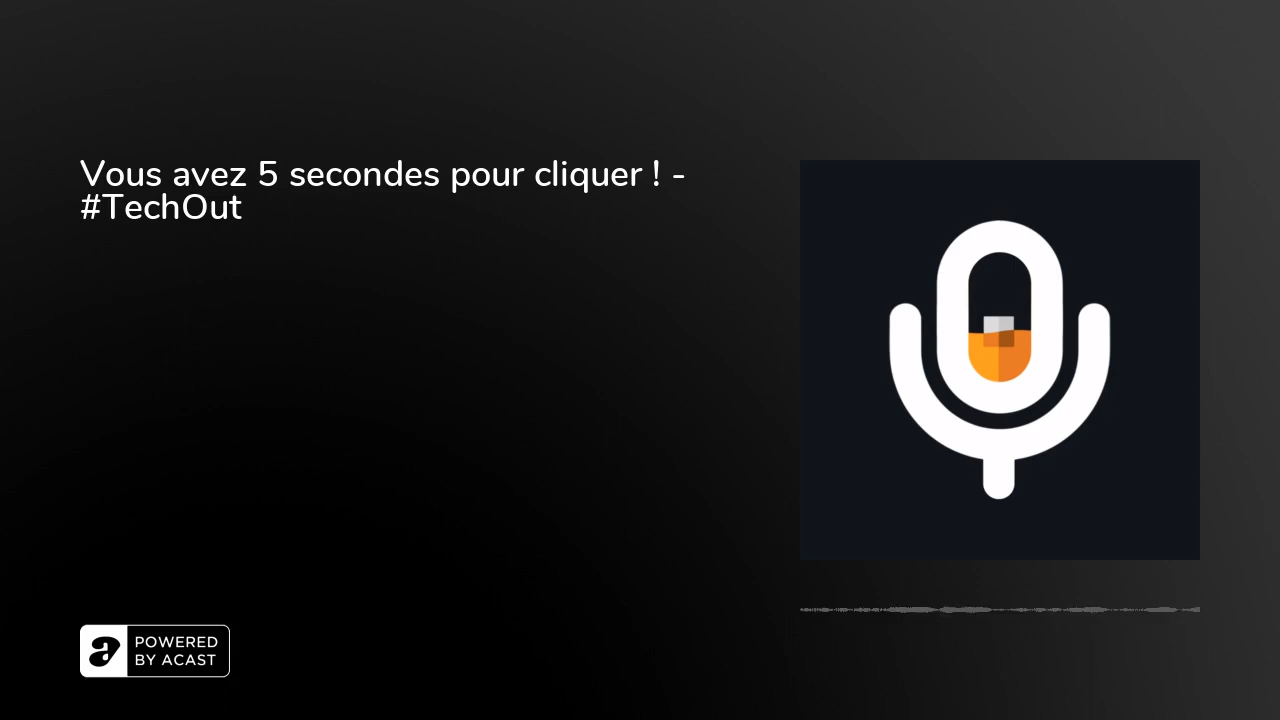 Vous avez 5 secondes pour cliquer ! -
#TechOut
a
POWERED
BY ACAST